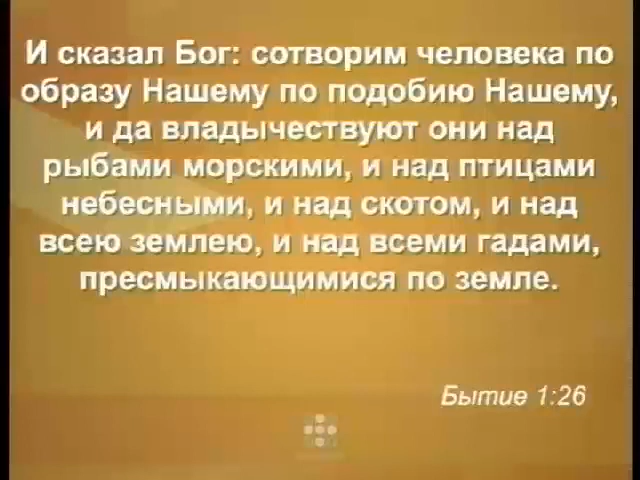 И сказал Бог: сотворим человека по
образу Нашему по подобию Нашему,
и да владычествуют они над
рыбами морскими, и над птицами
небесными, и над скотом, и над
всею землею, и над всеми гадами,
пресмыкающимися по земле.
Бытие 1:26